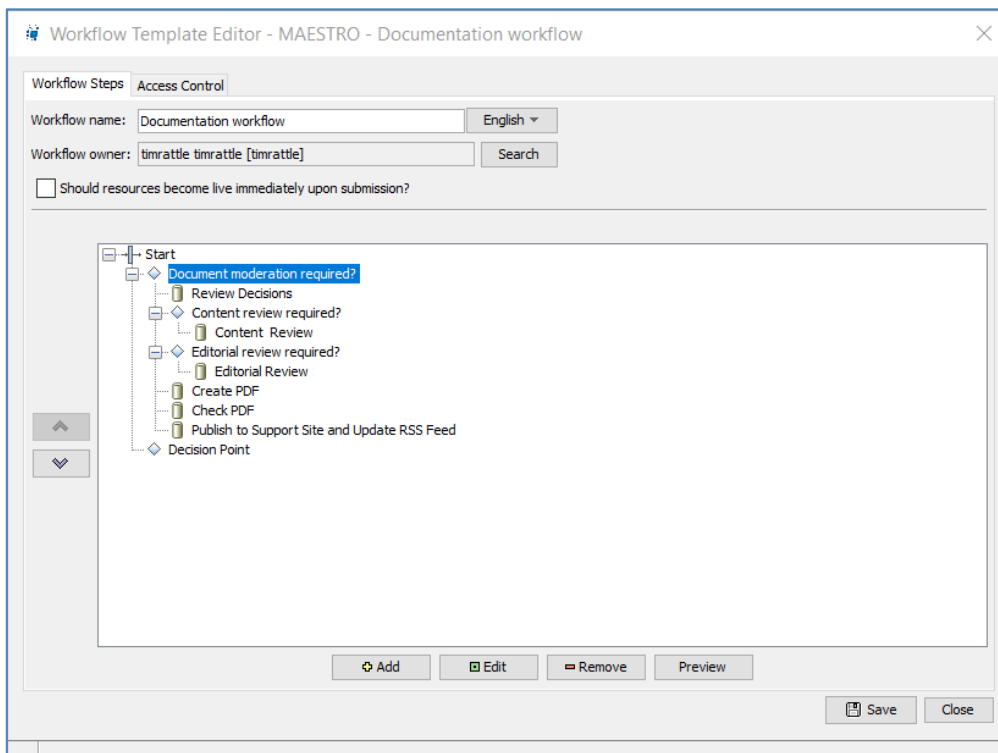 Workflow Template Editor - MAESTRO - Documentation workflow
Workflow Steps Access Control
Workflow name: Documentation workflow English
Workflow owner: timrattle timrattle [timrattle] Search
Should resources become live immediately upon submission?
Start
Document moderation required?
Review Decisions
Content review required?
Content Review
Editorial review required?
Editorial Review
Create PDF
Check PDF
Publish to Support Site and Update RSS Feed
Decision Point
Add Edit Remove Preview
Save Close